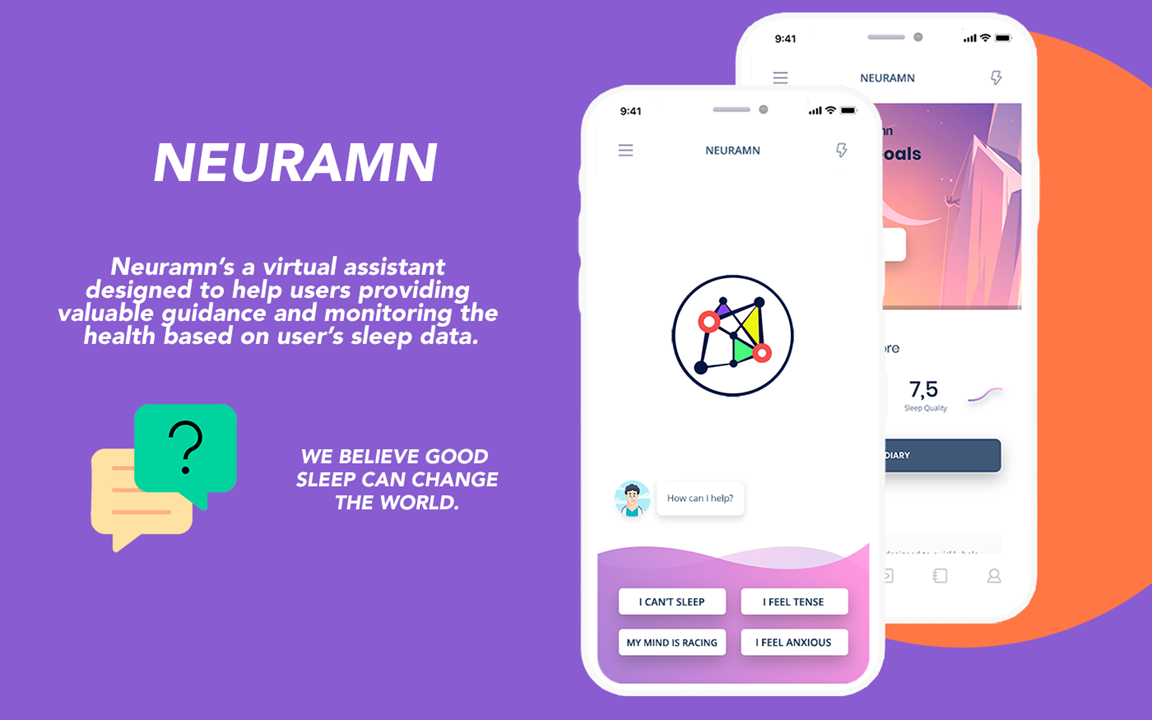 NEURAMN
Neuramn's a virtual assistant
designed to help users providing
valuable guidance and monitoring the
health based on user's sleep data.
?
WE BELIEVE GOOD
SLEEP CAN CHANGE
THE WORLD.
9:41
NEURAMN
How can I help?
I CAN'T SLEEP
I FEEL TENSE
MY MIND IS RACING
I FEEL ANXIOUS
9:41
NEURAMN
oals
7,5
Sleep Quality
DIARY